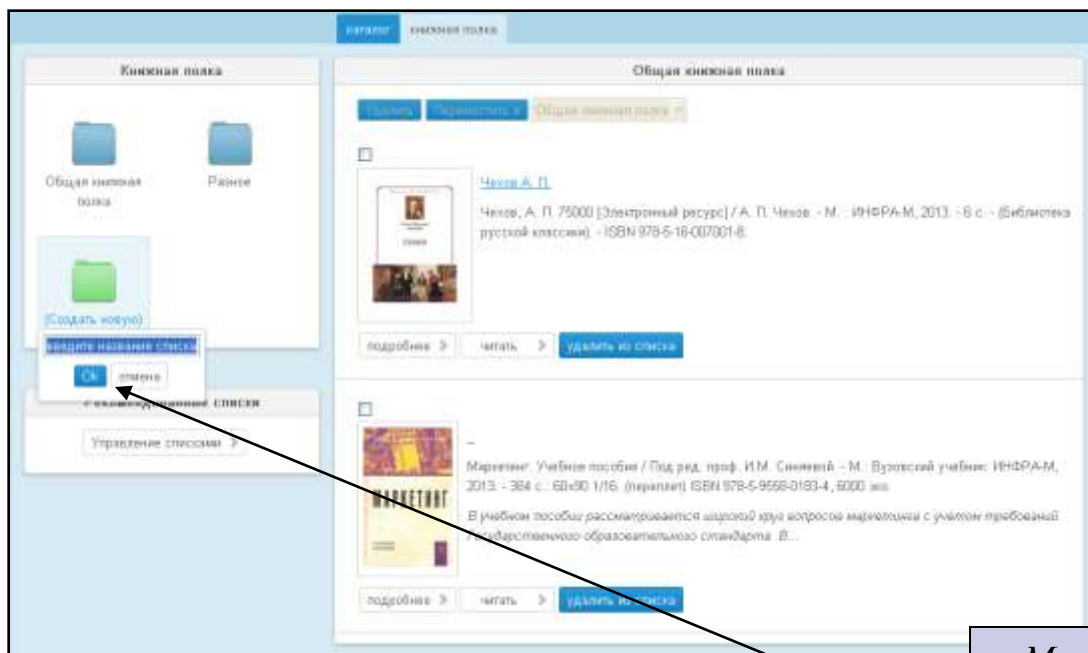 каталог книжная полка
Книжная полка
Общая книжная полка
Разное
(Создать новую)
введите название списка
Ok отмена
Рекомендованные списки
Управление списками
Общая книжная полка
Удалить Переместить в Общая книжная полка
Чехов А. П.
Чехов, А. П. 75000 [Электронный ресурс] / А. П. Чехов. - М. : ИНФРА-М, 2013. - 6 с. - (Библиотека
русской классики). - ISBN 978-5-16-007001-8.
подробнее читать удалить из списка
–
МАРКЕТИНГ
Маркетинг: Учебное пособие / Под ред. проф. И.М. Синяевой. - М.: Вузовский учебник: ИНФРА-М,
2013. - 384 с.: 60x90 1/16. (переплет) ISBN 978-5-9558-0183-4, 6000 экз.
В учебном пособии рассматривается широкий круг вопросов маркетинга с учетом требований
Государственного образовательного стандарта. В...
подробнее читать удалить из списка